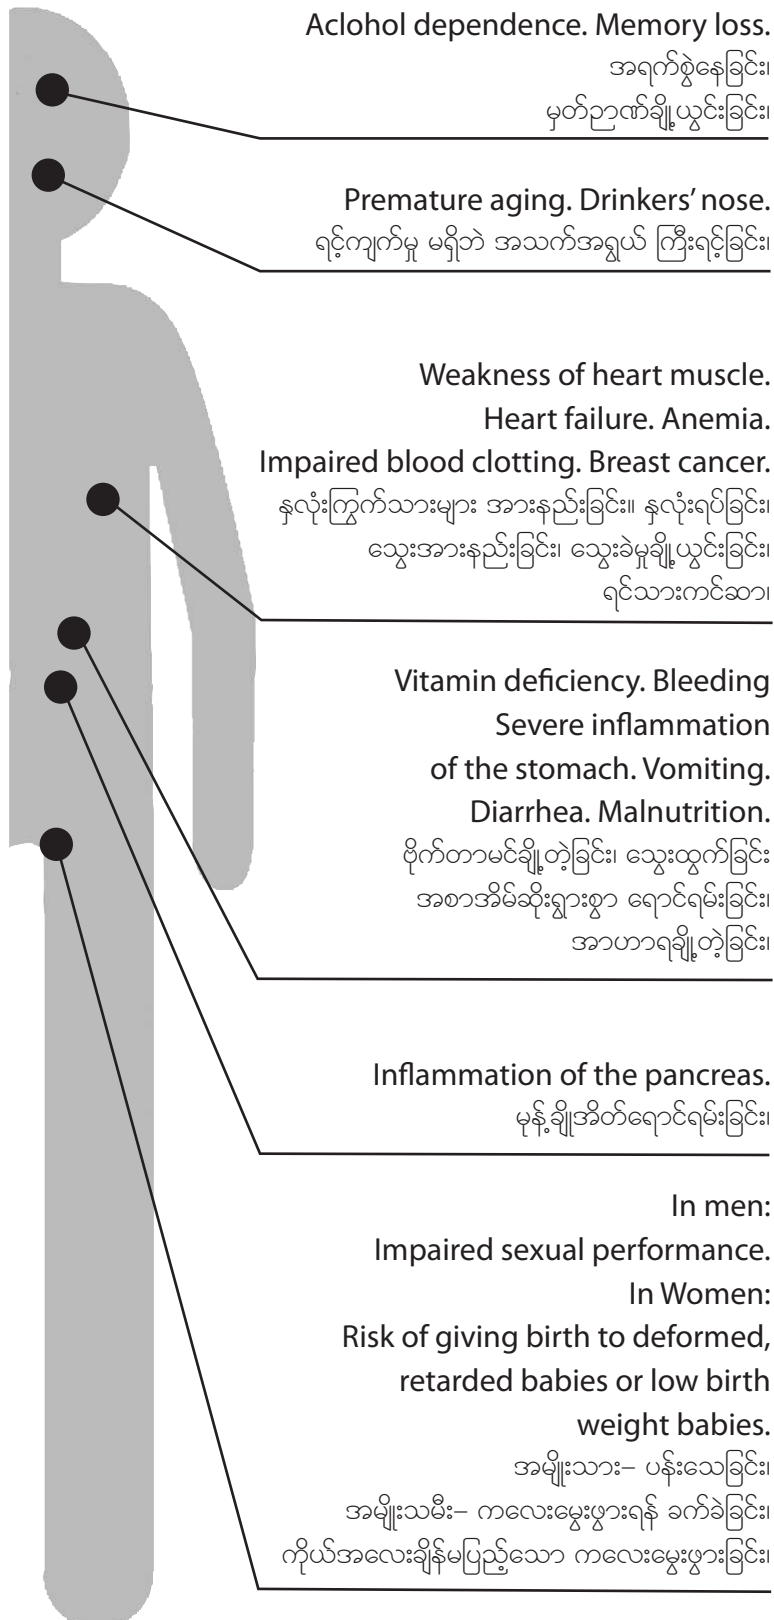 Aclohol dependence. Memory loss.
အရက်စွဲနေခြင်း၊
မှတ်ဉာဏ်ချို့ယွင်းခြင်း၊
Premature aging. Drinkers’ nose.
ရင့်ကျက်မှု မရှိဘဲ အသက်အရွယ် ကြီးရင့်ခြင်း၊
Weakness of heart muscle.
Heart failure. Anemia.
Impaired blood clotting. Breast cancer.
နှလုံးကြွက်သားများ အားနည်းခြင်း။ နှလုံးရပ်ခြင်း၊
သွေးအားနည်းခြင်း၊ သွေးခဲမှုချို့ယွင်းခြင်း၊
ရင်သားကင်ဆာ၊
Vitamin deficiency. Bleeding
Severe inflammation
of the stomach. Vomiting.
Diarrhea. Malnutrition.
ဗိုက်တာမင်ချို့တဲ့ခြင်း၊ သွေးထွက်ခြင်း
အစာအိမ်ဆိုးရွားစွာ ရောင်ရမ်းခြင်း၊
အာဟာရချို့တဲ့ခြင်း၊
Inflammation of the pancreas.
မုန့်ချိုအိတ်ရောင်ရမ်းခြင်း၊
In men:
Impaired sexual performance.
In Women:
Risk of giving birth to deformed,
retarded babies or low birth
weight babies.
အမျိုးသား– ပန်းသေခြင်း၊
အမျိုးသမီး– ကလေးမွေးဖွားရန် ခက်ခဲခြင်း၊
ကိုယ်အလေးချိန်မပြည့်သော ကလေးမွေးဖွားခြင်း၊